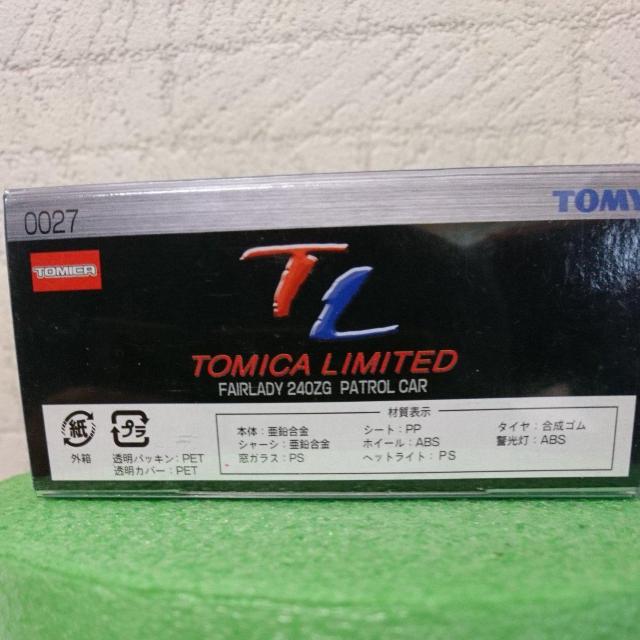 0027
TOMY
TOMICA
TL
TOMICA LIMITED
FAIRLADY 240ZG PATROL CAR
紙
外箱
プラ
透明パッキン：PET
透明カバー：PET
材質表示
本体：亜鉛合金
シャーシ：亜鉛合金
窓ガラス：PS
シート：PP
ホイール：ABS
ヘッドライト：PS
タイヤ：合成ゴム
警光灯：ABS